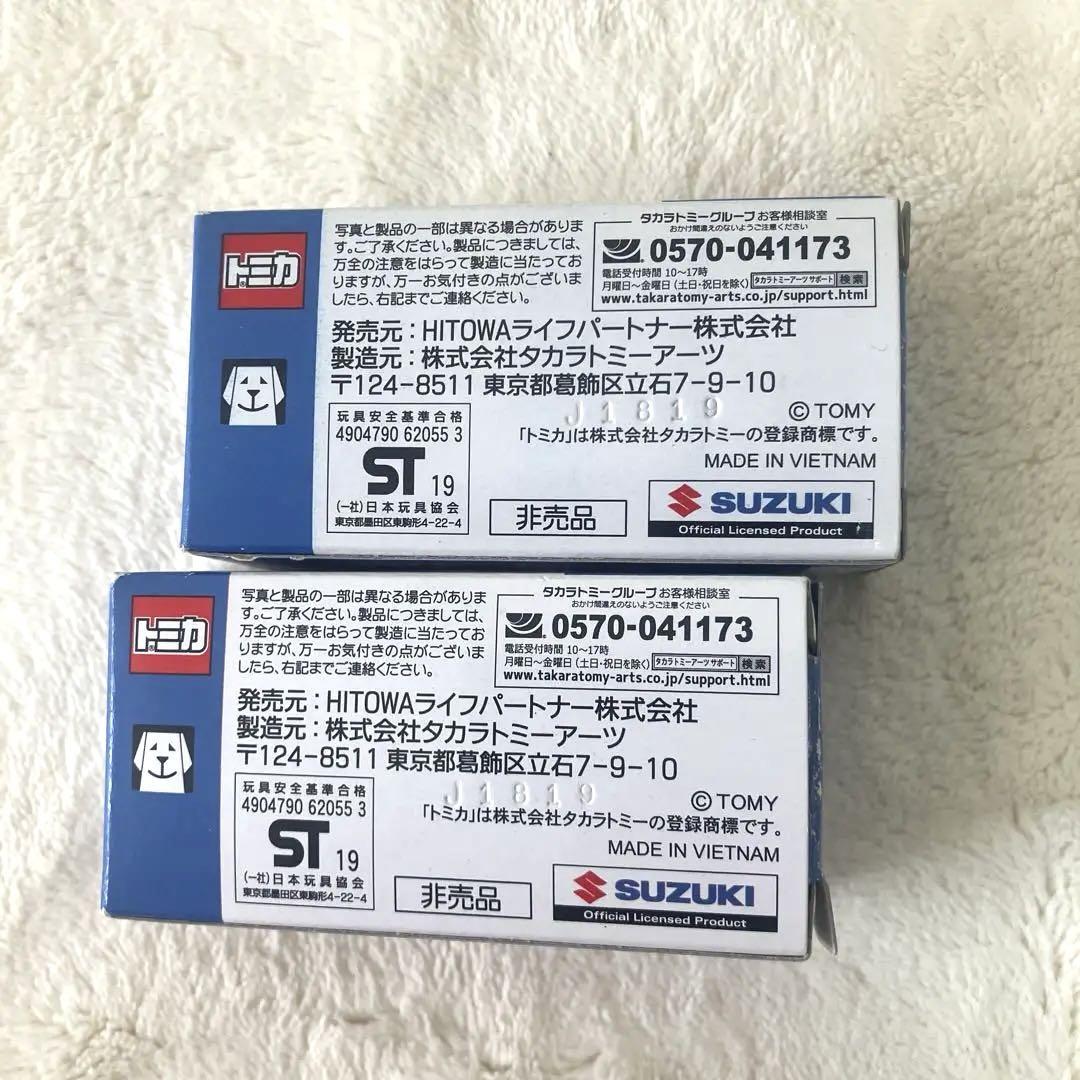 トミカ
写真と製品の一部は異なる場合がありま
す。ご了承ください。製品につきましては、
万全の注意をはらって製造に当たってお
りますが、万一お気付きの点がございま
したら、右記までご連絡ください。
タカラトミーグループお客様相談室
おかけ間違えのないようご注意ください
0570-041173
電話受付時間 10〜17時
月曜日〜金曜日(土・祝日を除く) タカラトミーアーツ サポート 検索
www.takaratomy-arts.co.jp/support.html
発売元:HITOWAライフパートナー株式会社
製造元:株式会社タカラトミーアーツ
〒124-8511 東京都葛飾区立石7-9-10
J1819
© TOMY
「トミカ」は株式会社タカラトミーの登録商標です。
MADE IN VIETNAM
玩具安全基準合格
4904790 62055 3
ST 19
(一社)日本玩具協会
東京都墨田区東駒形4-22-4
非売品
SUZUKI
Official Licensed Product
トミカ
写真と製品の一部は異なる場合がありま
す。ご了承ください。製品につきましては、
万全の注意をはらって製造に当たってお
りますが、万一お気付きの点がございま
したら、右記までご連絡ください。
タカラトミーグループお客様相談室
おかけ間違えのないようご注意ください
0570-041173
電話受付時間 10〜17時
月曜日〜金曜日(土・祝日を除く) タカラトミーアーツ サポート 検索
www.takaratomy-arts.co.jp/support.html
発売元:HITOWAライフパートナー株式会社
製造元:株式会社タカラトミーアーツ
〒124-8511 東京都葛飾区立石7-9-10
J1819
© TOMY
「トミカ」は株式会社タカラトミーの登録商標です。
MADE IN VIETNAM
玩具安全基準合格
4904790 62055 3
ST 19
(一社)日本玩具協会
東京都墨田区東駒形4-22-4
非売品
SUZUKI
Official Licensed Product